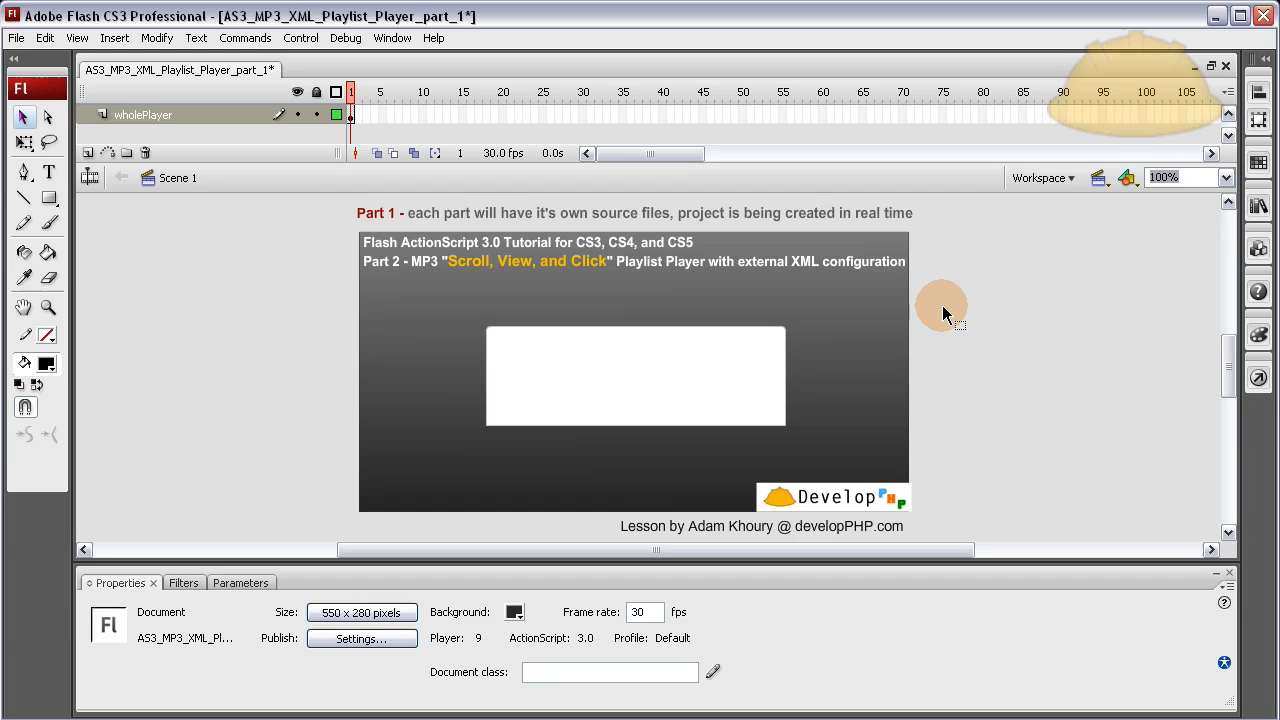 Adobe Flash CS3 Professional - [AS3_MP3_XML_Playlist_Player_part_1*]
File Edit View Insert Modify Text Commands Control Debug Window Help
AS3_MP3_XML_Playlist_Player_part_1*
Fl
1 5 10 15 20 25 30 35 40 45 50 55 60 65 70 75 80 85 90 95 100 105
wholePlayer
1 30.0 fps 0.0s
Scene 1 Workspace 100%
Part 1 - each part will have it's own source files, project is being created in real time
Flash ActionScript 3.0 Tutorial for CS3, CS4, and CS5
Part 2 - MP3 "Scroll, View, and Click" Playlist Player with external XML configuration
Develop PHP
Lesson by Adam Khoury @ developPHP.com
Properties Filters Parameters
Fl Document Size: 550 x 280 pixels Background: Frame rate: 30 fps
AS3_MP3_XML_Pl... Publish: Settings... Player: 9 ActionScript: 3.0 Profile: Default
Document class: